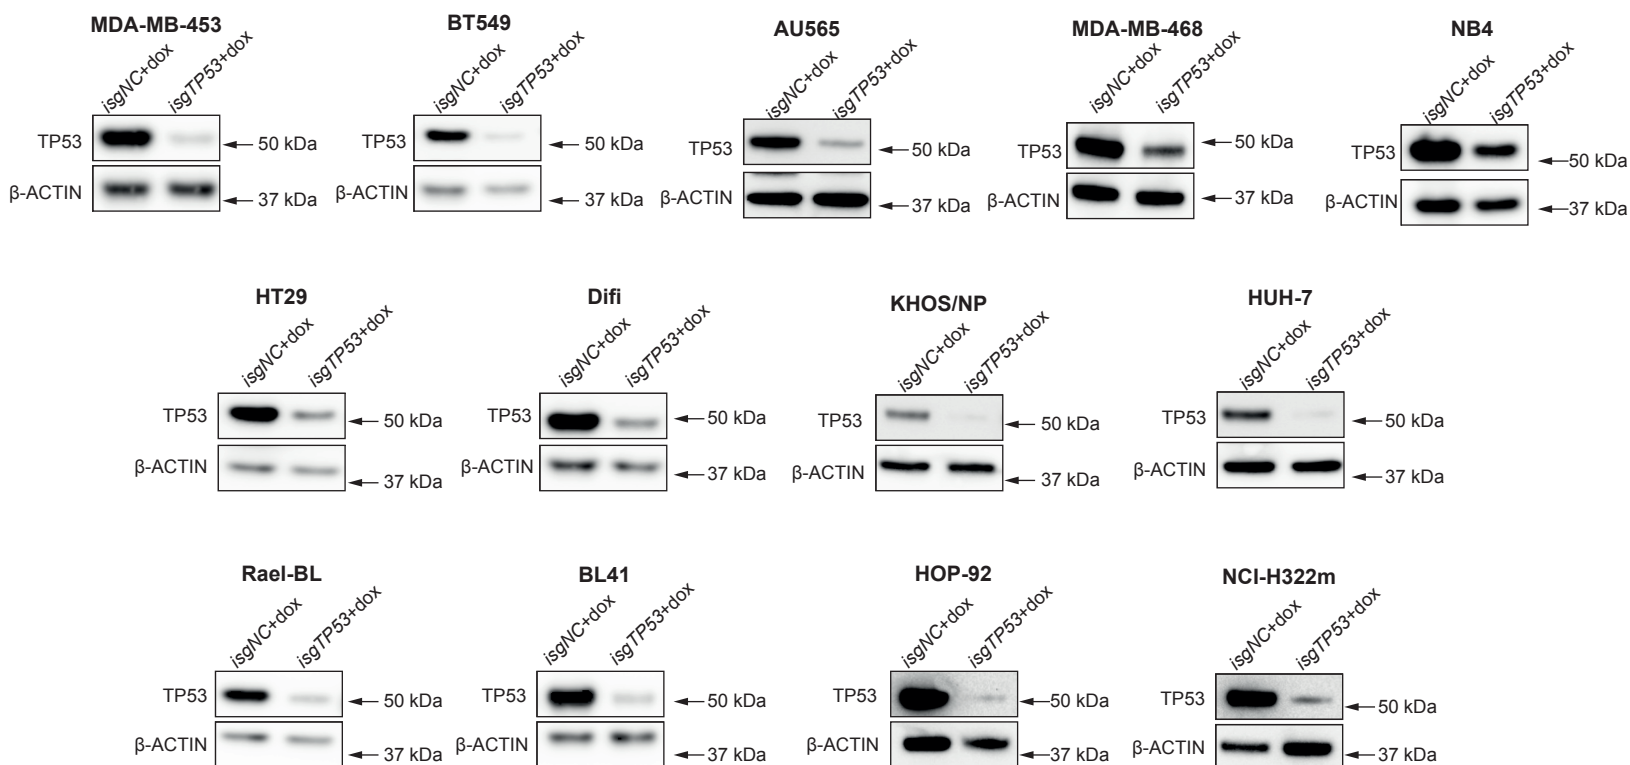 MDA-MB-453
BT549
AU565
MDA-MB-468
NB4
isgNC+dox
isgTP53+dox
isgNC+dox
isgTP53+dox
isgNC+dox
isgTP53+dox
isgNC+dox
isgTP53+dox
isgNC+dox
isgTP53+dox
TP53
50 kDa
TP53
50 kDa
TP53
50 kDa
TP53
50 kDa
TP53
50 kDa
β-ACTIN
37 kDa
β-ACTIN
37 kDa
β-ACTIN
37 kDa
β-ACTIN
37 kDa
β-ACTIN
37 kDa
HT29
Difi
KHOS/NP
HUH-7
isgNC+dox
isgTP53+dox
isgNC+dox
isgTP53+dox
isgNC+dox
isgTP53+dox
isgNC+dox
isgTP53+dox
TP53
50 kDa
TP53
50 kDa
TP53
50 kDa
TP53
50 kDa
β-ACTIN
37 kDa
β-ACTIN
37 kDa
β-ACTIN
37 kDa
β-ACTIN
37 kDa
Rael-BL
BL41
HOP-92
NCI-H322m
isgNC+dox
isgTP53+dox
isgNC+dox
isgTP53+dox
isgNC+dox
isgTP53+dox
isgNC+dox
isgTP53+dox
TP53
50 kDa
TP53
50 kDa
TP53
50 kDa
TP53
50 kDa
β-ACTIN
37 kDa
β-ACTIN
37 kDa
β-ACTIN
37 kDa
β-ACTIN
37 kDa